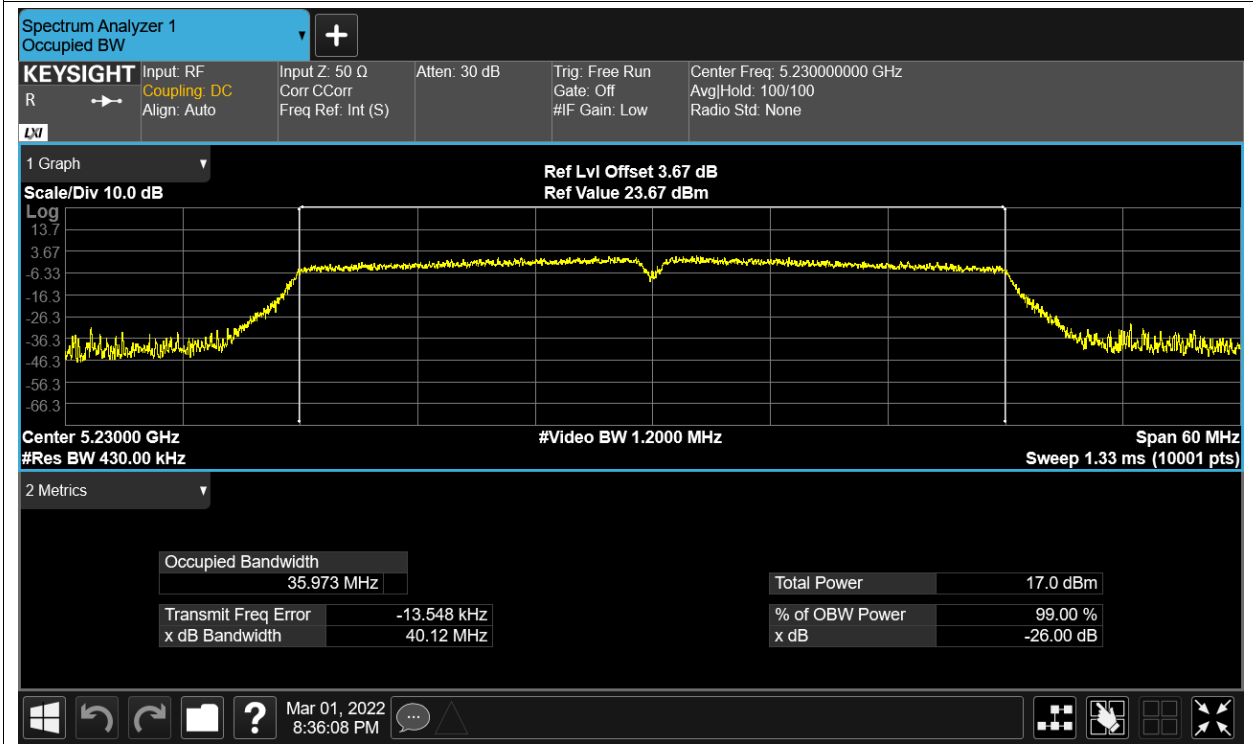 Spectrum Analyzer 1
Occupied BW
KEYSIGHT
R
LXI
Input: RF
Coupling: DC
Align: Auto
Input Z: 50 Ω
Corr CCorr
Freq Ref: Int (S)
Atten: 30 dB
Trig: Free Run
Gate: Off
#IF Gain: Low
Center Freq: 5.230000000 GHz
Avg|Hold: 100/100
Radio Std: None
1 Graph
Scale/Div 10.0 dB
Ref Lvl Offset 3.67 dB
Ref Value 23.67 dBm
Log
13.7
3.67
-6.33
-16.3
-26.3
-36.3
-46.3
-56.3
-66.3
Center 5.23000 GHz
#Video BW 1.2000 MHz
Span 60 MHz
#Res BW 430.00 kHz
Sweep 1.33 ms (10001 pts)
2 Metrics
Occupied Bandwidth
35.973 MHz
Total Power 17.0 dBm
Transmit Freq Error -13.548 kHz
% of OBW Power 99.00 %
x dB Bandwidth 40.12 MHz
x dB -26.00 dB
?
Mar 01, 2022
8:36:08 PM